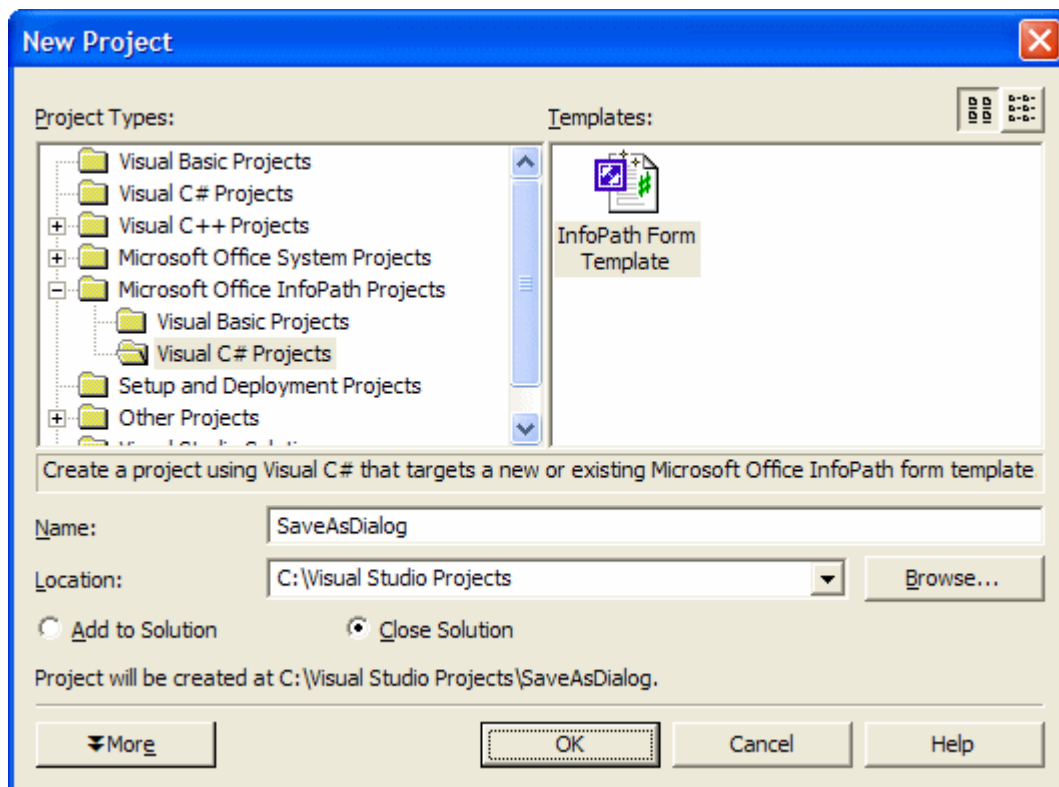 New Project
Project Types:
Templates:
Visual Basic Projects
Visual C# Projects
Visual C++ Projects
Microsoft Office System Projects
Microsoft Office InfoPath Projects
Visual Basic Projects
Visual C# Projects
Setup and Deployment Projects
Other Projects
InfoPath Form
Template
Create a project using Visual C# that targets a new or existing Microsoft Office InfoPath form template
Name:
SaveAsDialog
Location:
C:\Visual Studio Projects
Browse...
Add to Solution
Close Solution
Project will be created at C:\Visual Studio Projects\SaveAsDialog.
More
OK
Cancel
Help